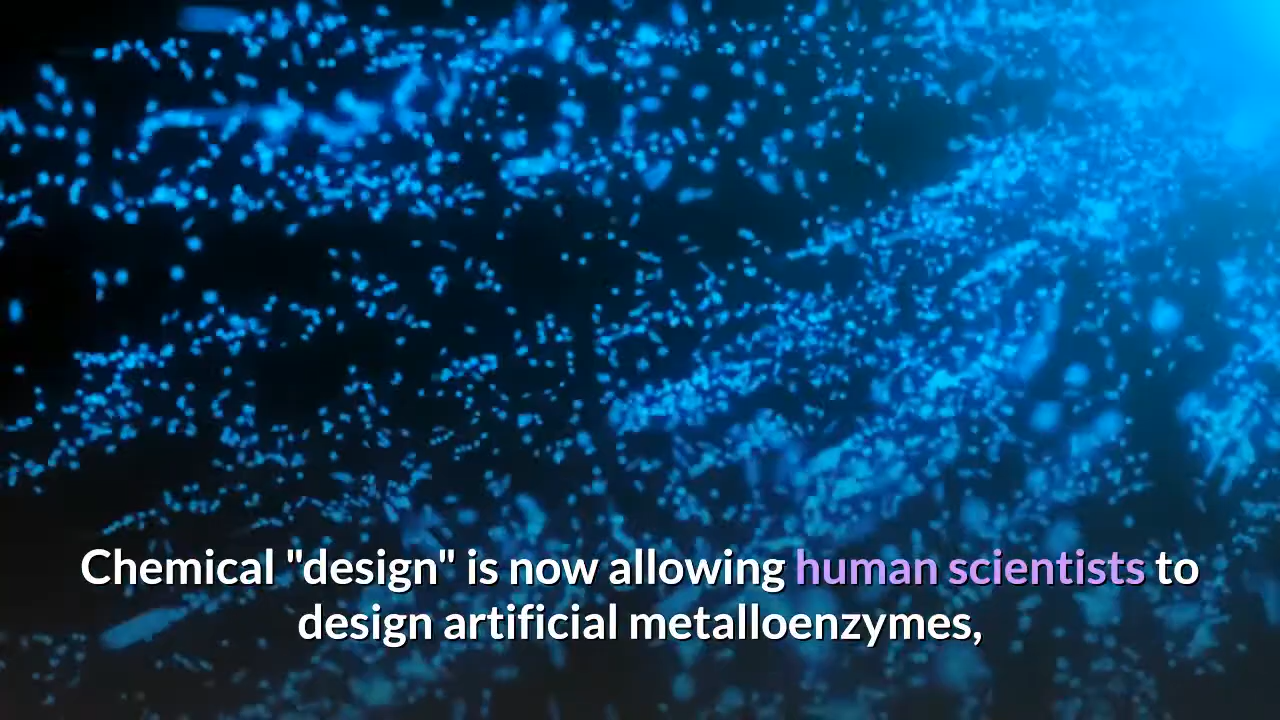 Chemical "design" is now allowing human scientists to
design artificial metalloenzymes,